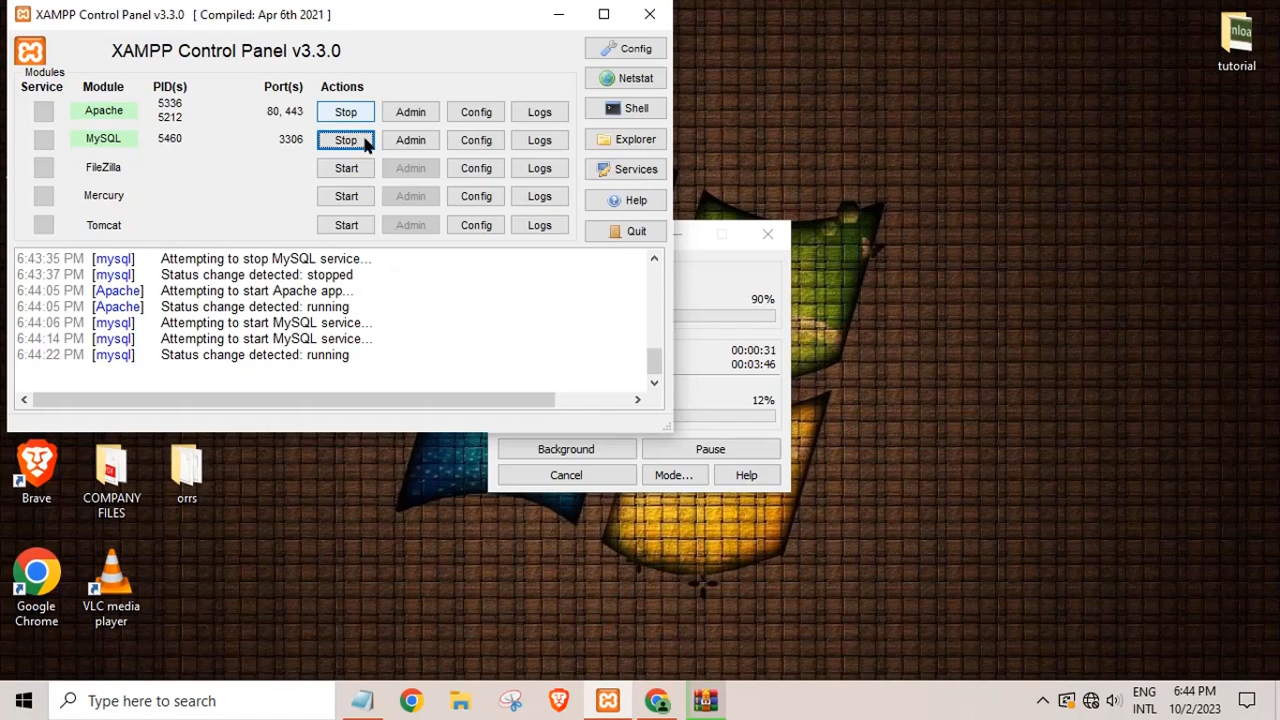 XAMPP Control Panel v3.3.0 [ Compiled: Apr 6th 2021 ]
XAMPP Control Panel v3.3.0
Config
Modules
Service Module PID(s) Port(s) Actions
Netstat
Apache 5336 5212 80, 443 Stop Admin Config Logs
Shell
MySQL 5460 3306 Stop Admin Config Logs
Explorer
FileZilla Start Admin Config Logs
Services
Mercury Start Admin Config Logs
Help
Tomcat Start Admin Config Logs
Quit
6:43:35 PM [mysql] Attempting to stop MySQL service...
6:43:37 PM [mysql] Status change detected: stopped
6:44:05 PM [Apache] Attempting to start Apache app...
6:44:05 PM [Apache] Status change detected: running
6:44:06 PM [mysql] Attempting to start MySQL service...
6:44:14 PM [mysql] Attempting to start MySQL service...
6:44:22 PM [mysql] Status change detected: running
90%
00:00:31
00:03:46
12%
Background Pause
Cancel Mode... Help
nloa
tutorial
Brave
COMPANY
FILES
orrs
Google
Chrome
VLC media
player
Type here to search
ENG
INTL
6:44 PM
10/2/2023